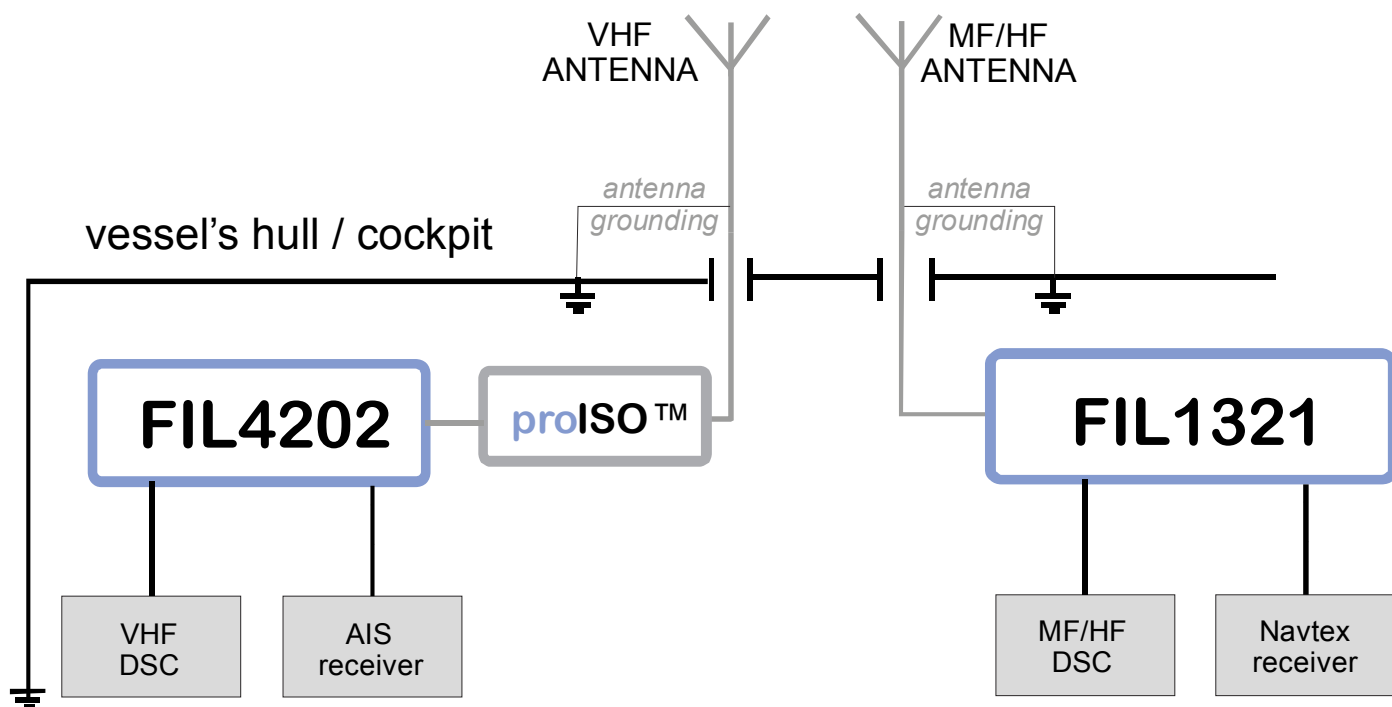 VHF
ANTENNA
MF/HF
ANTENNA
antenna
grounding
antenna
grounding
vessel's hull / cockpit
FIL4202
proISO™
FIL1321
VHF
DSC
AIS
receiver
MF/HF
DSC
Navtex
receiver